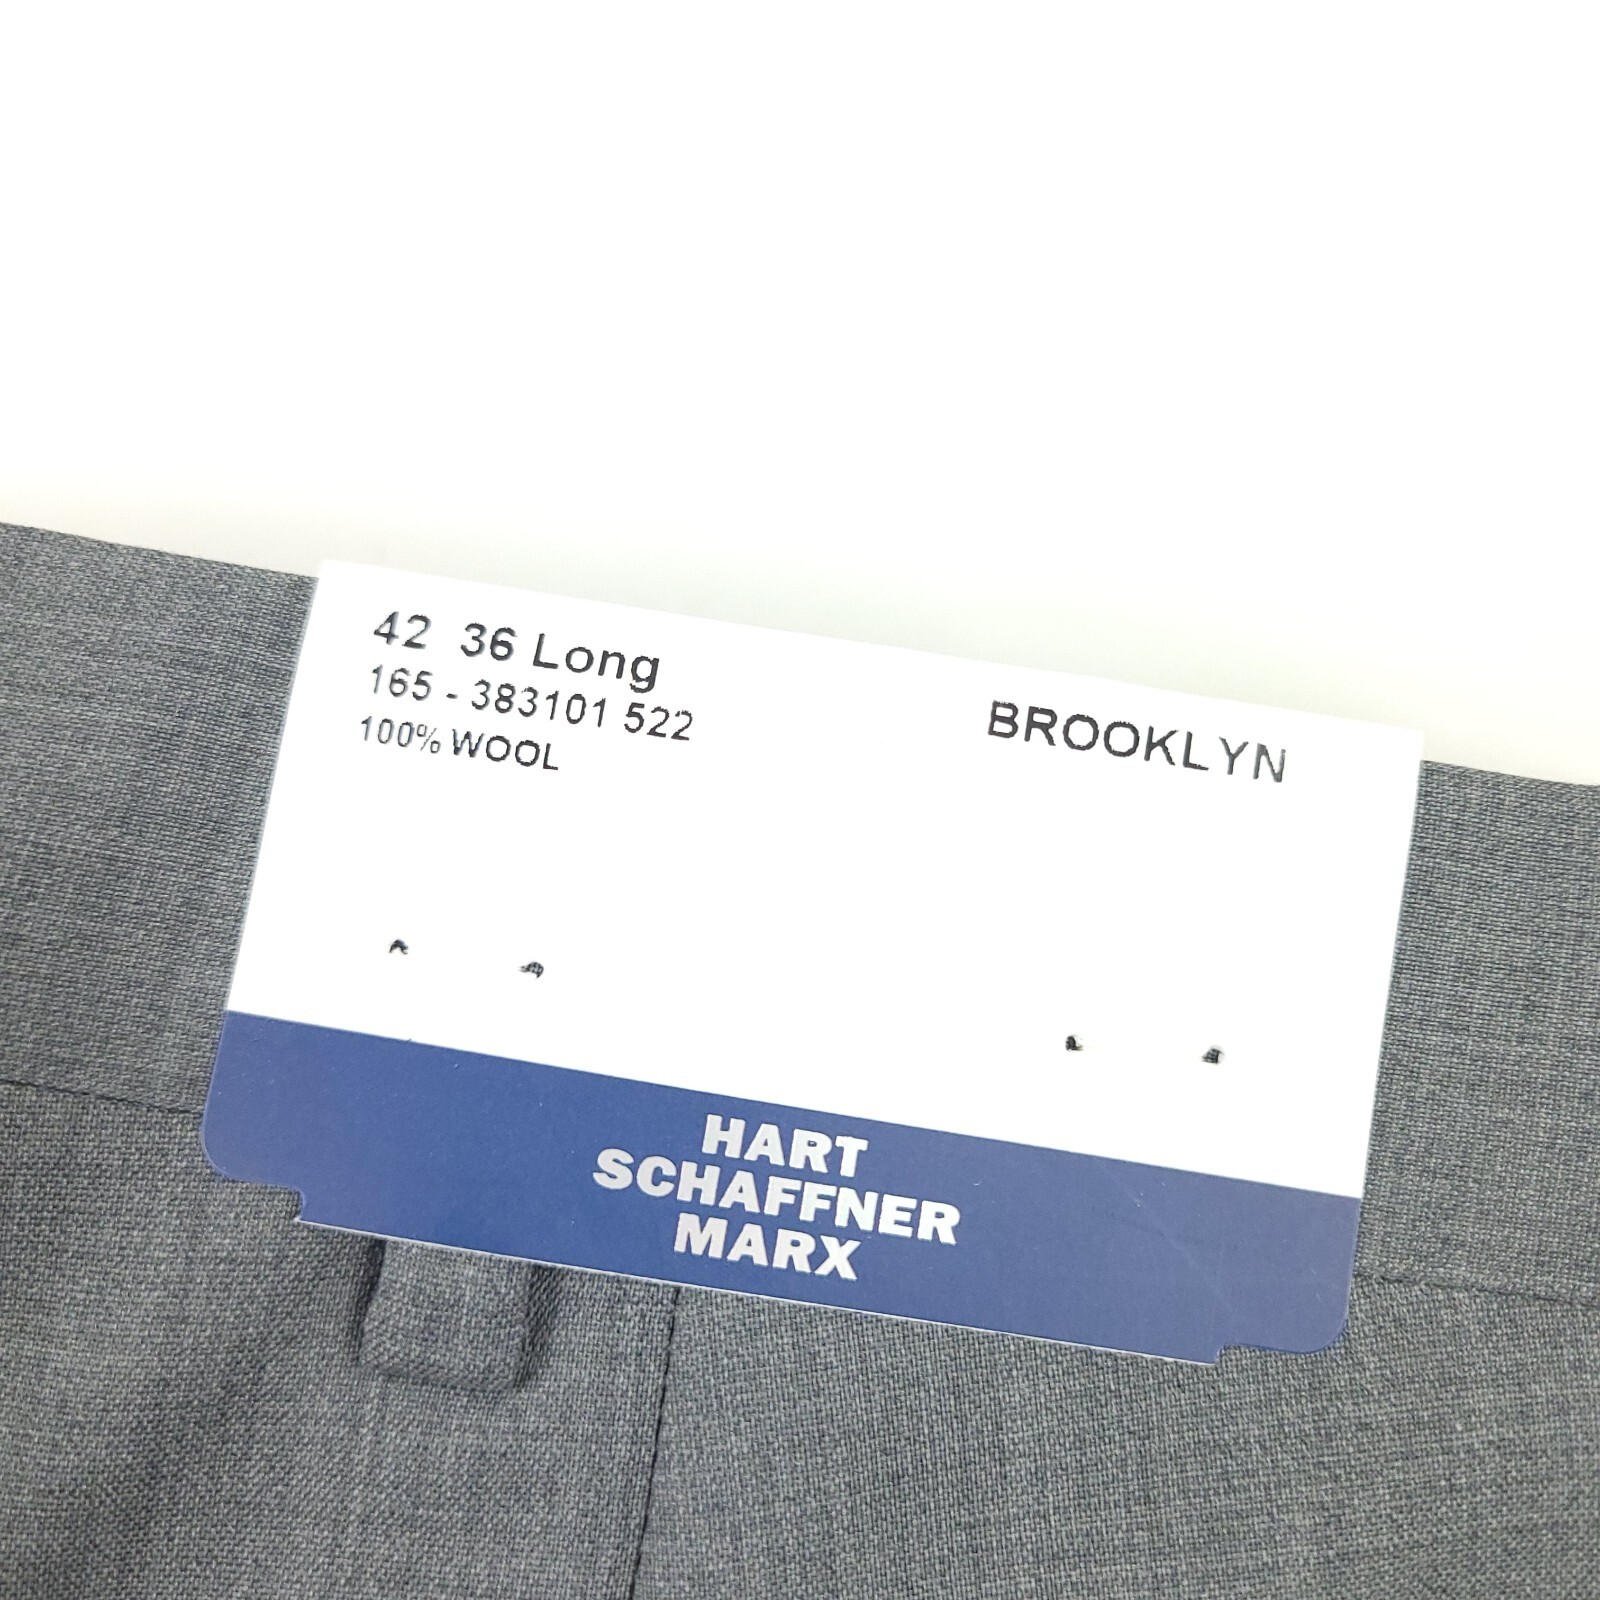 42 36 Long
165 - 383101 522
100% WOOL
BROOKLYN
HART
SCHAFFNER
MARX